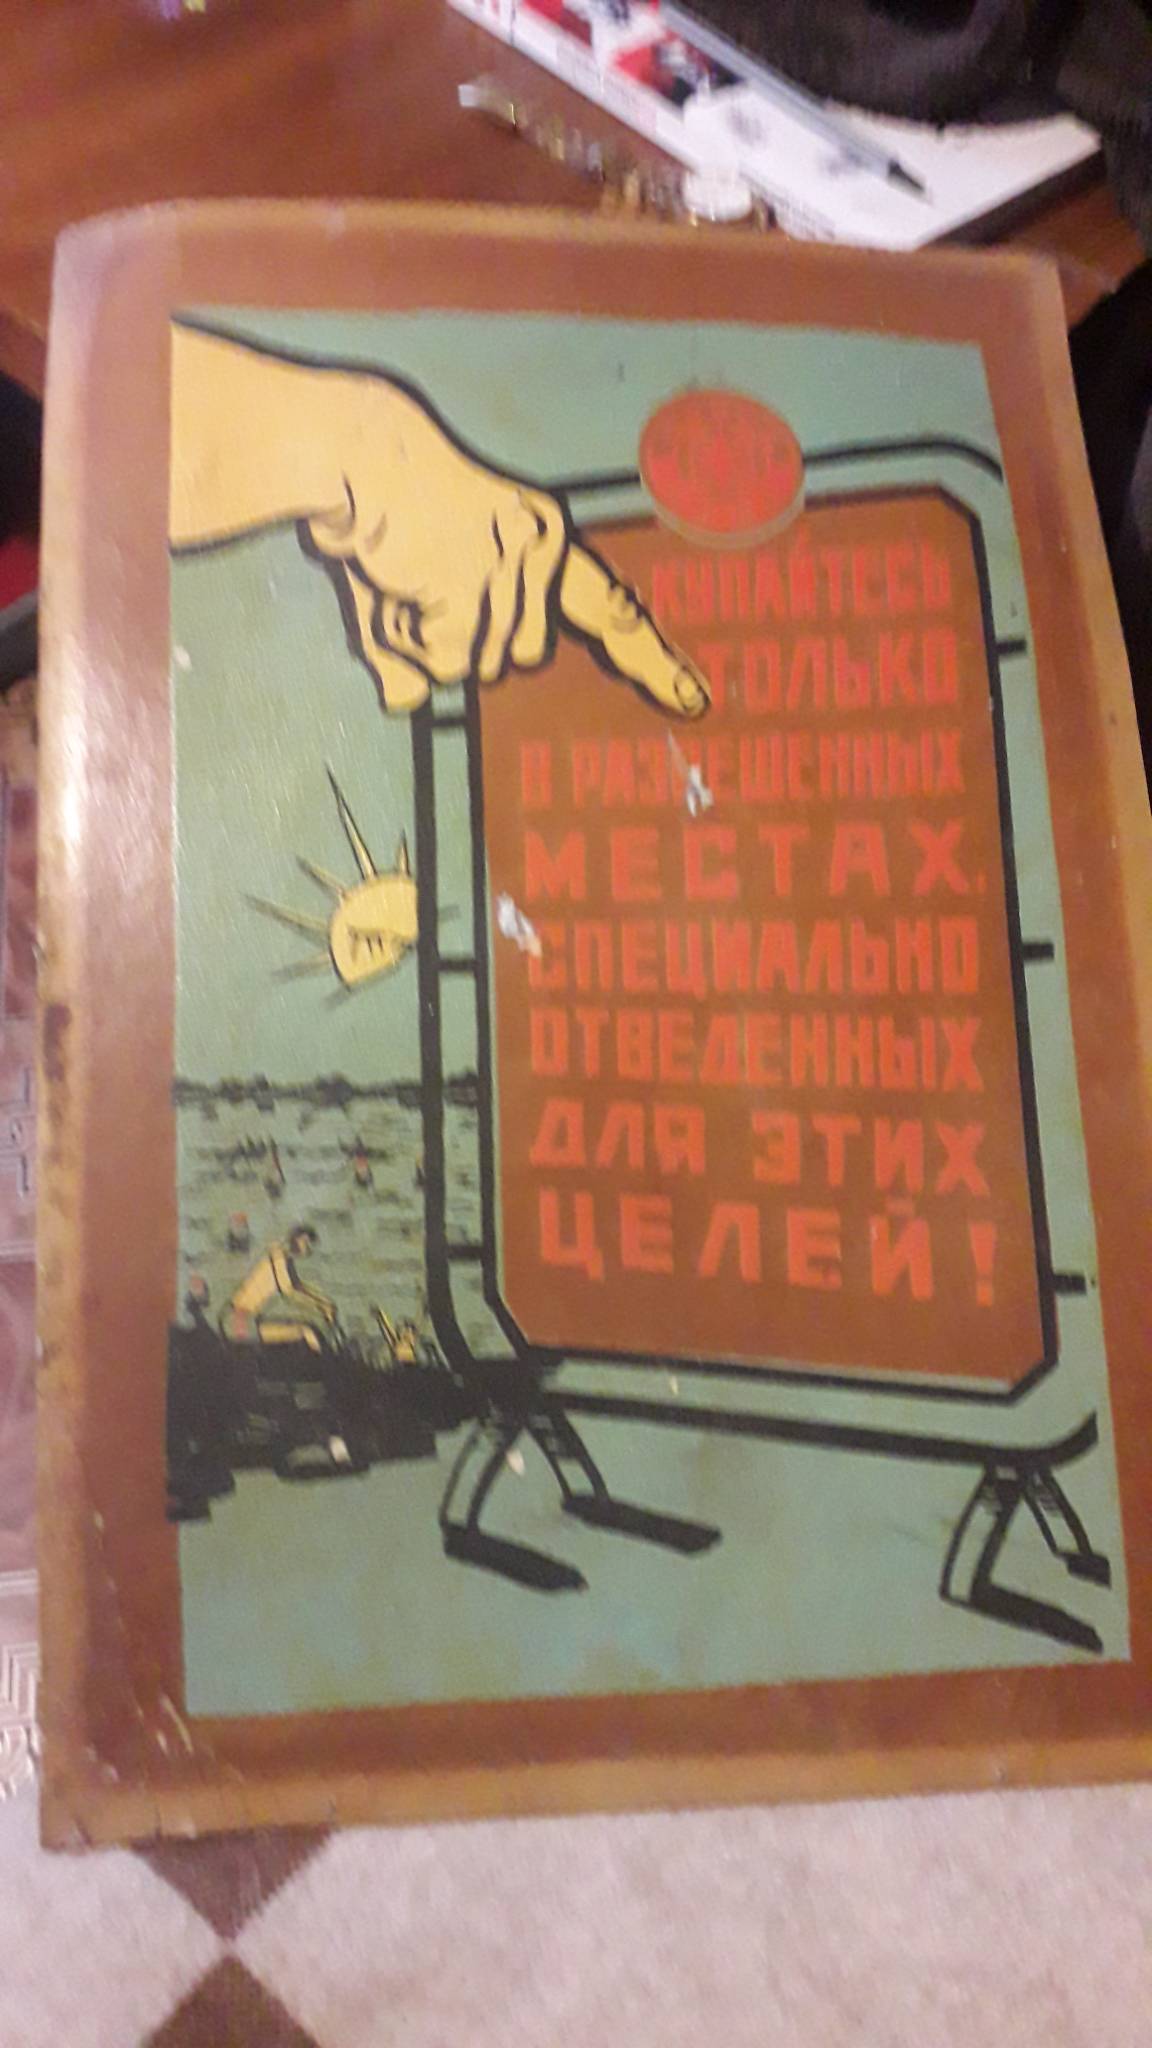 КУПАЙТЕСЬ
ТОЛЬКО
В РАЗРЕШЕННЫХ
МЕСТАХ,
СПЕЦИАЛЬНО
ОТВЕДЕННЫХ
ДЛЯ ЭТИХ
ЦЕЛЕЙ!